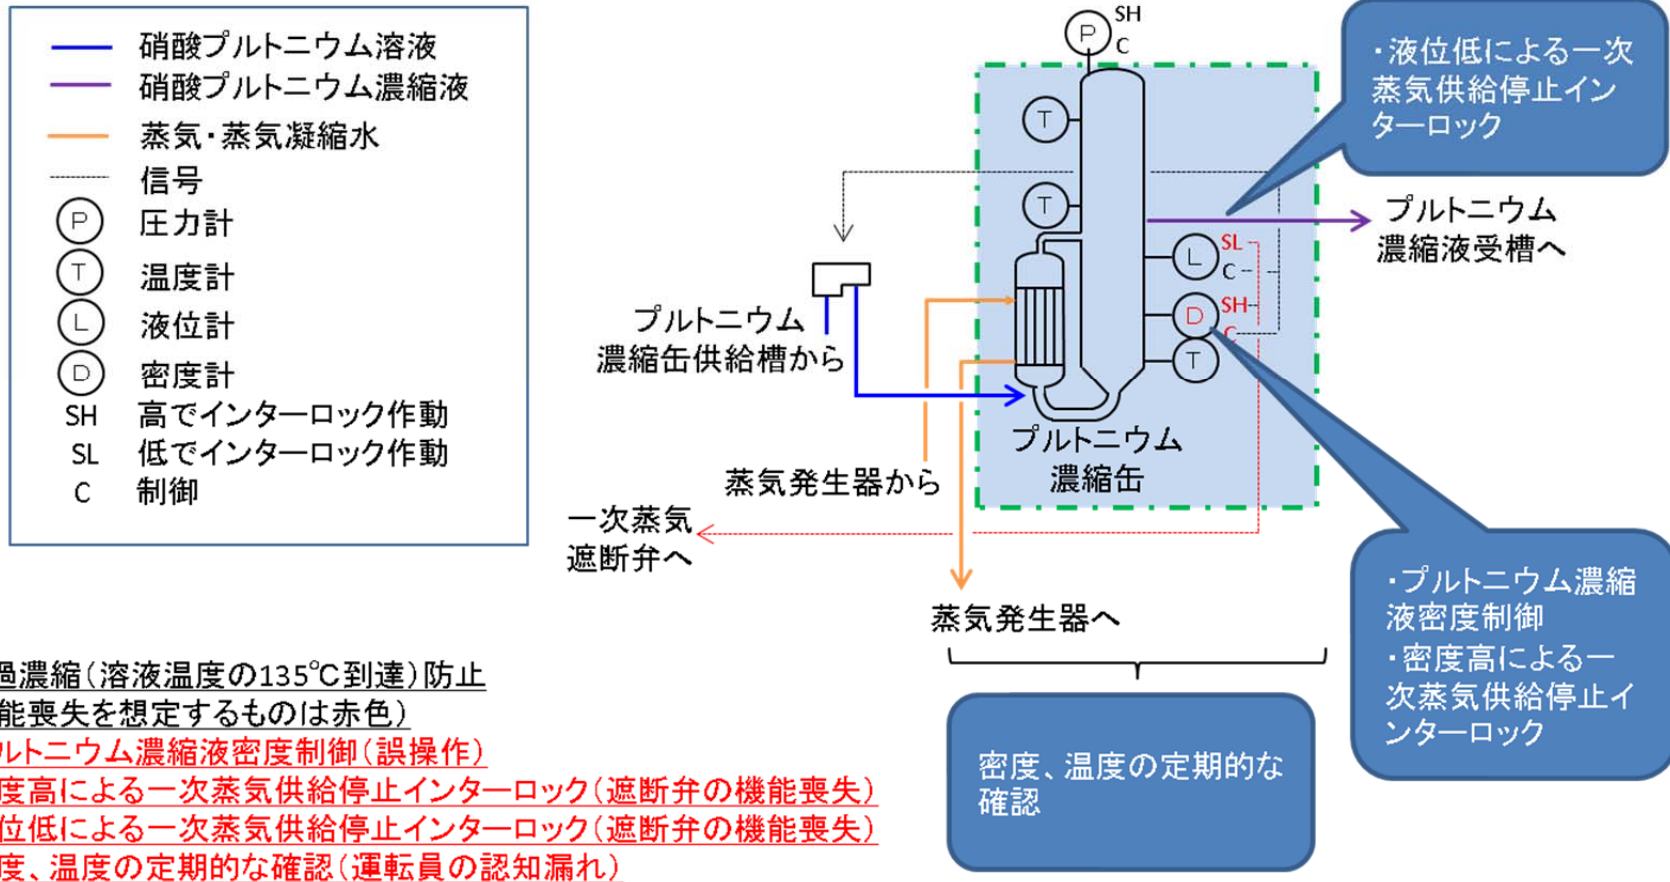 硝酸プルトニウム溶液
硝酸プルトニウム濃縮液
蒸気・蒸気凝縮水
信号
P 圧力計
T 温度計
L 液位計
D 密度計
SH 高でインターロック作動
SL 低でインターロック作動
C 制御
P
SH
C
T
T
L
SL
C
D
SH
C
T
・液位低による一次
蒸気供給停止イン
ターロック
プルトニウム
濃縮液受槽へ
プルトニウム
濃縮缶供給槽から
プルトニウム
濃縮缶
蒸気発生器から
一次蒸気
遮断弁へ
蒸気発生器へ
・プルトニウム濃縮
液密度制御
・密度高による一
次蒸気供給停止イ
ンターロック
密度、温度の定期的な
確認
過濃縮(溶液温度の135℃到達)防止
能喪失を想定するものは赤色)
ルトニウム濃縮液密度制御(誤操作)
度高による一次蒸気供給停止インターロック(遮断弁の機能喪失)
位低による一次蒸気供給停止インターロック(遮断弁の機能喪失)
度、温度の定期的な確認(運転員の認知漏れ)